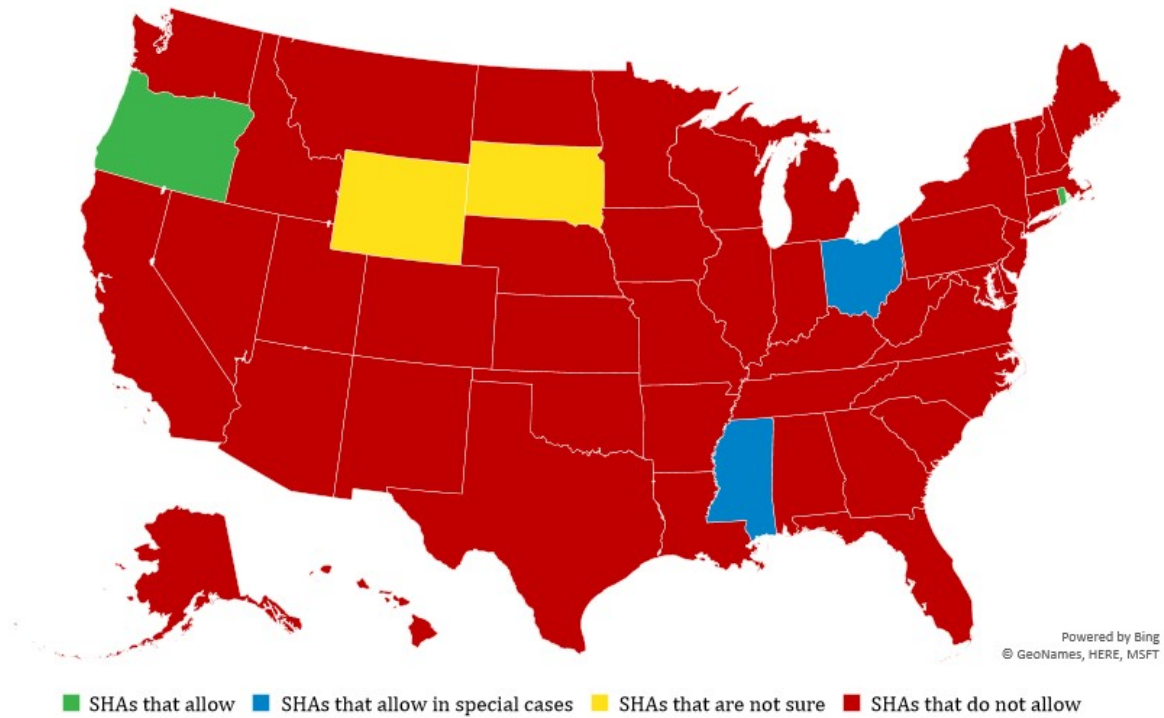 Powered by Bing
© GeoNames, HERE, MSFT
SHAs that allow SHAs that allow in special cases SHAs that are not sure SHAs that do not allow